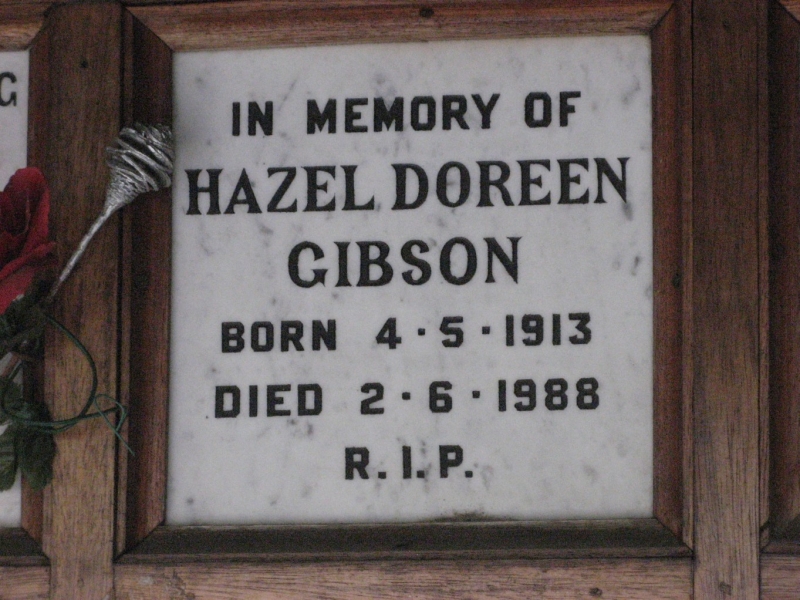 IN MEMORY OF
HAZEL DOREEN
GIBSON
BORN 4·5·1913
DIED 2·6·1988
R.I.P.
G